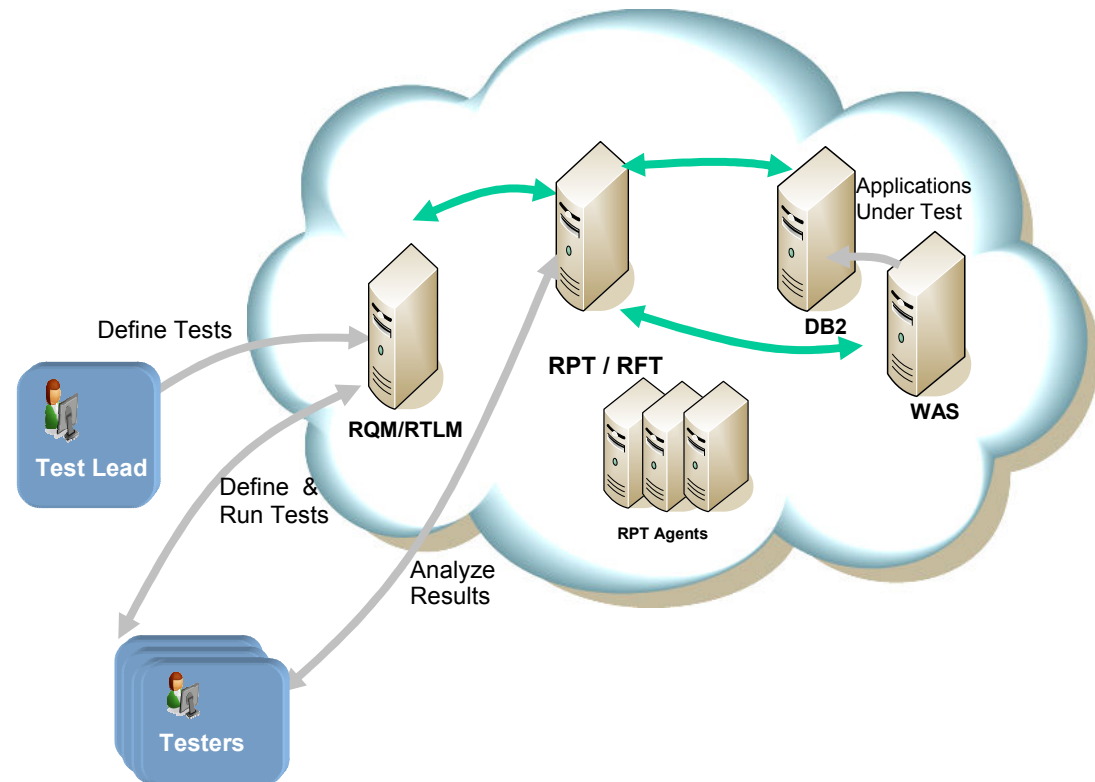 Applications
Under Test
DB2
Define Tests
RPT / RFT
WAS
RQM/RTLM
Test Lead
Define &
Run Tests
RPT Agents
Analyze
Results
Testers